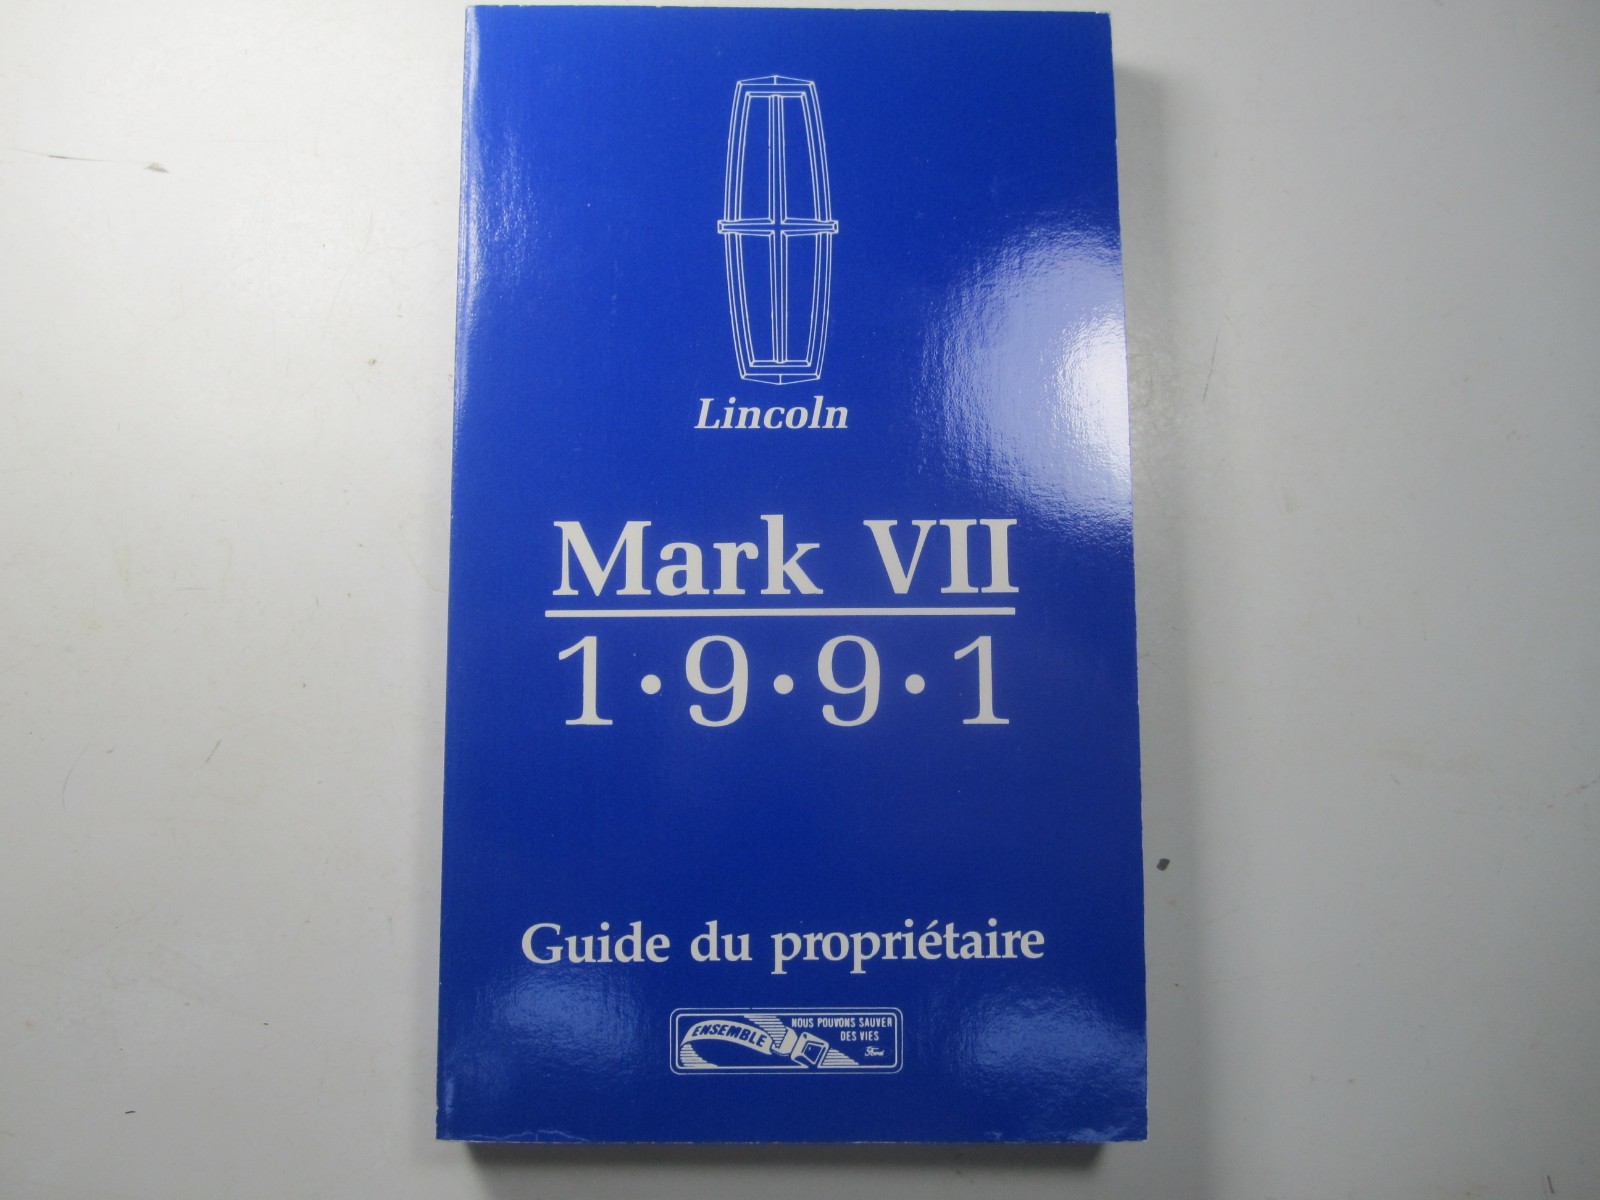 Lincoln
Mark VII
1·9·9·1
Guide du propriétaire
ENSEMBLE
NOUS POUVONS SAUVER
DES VIES
Ford